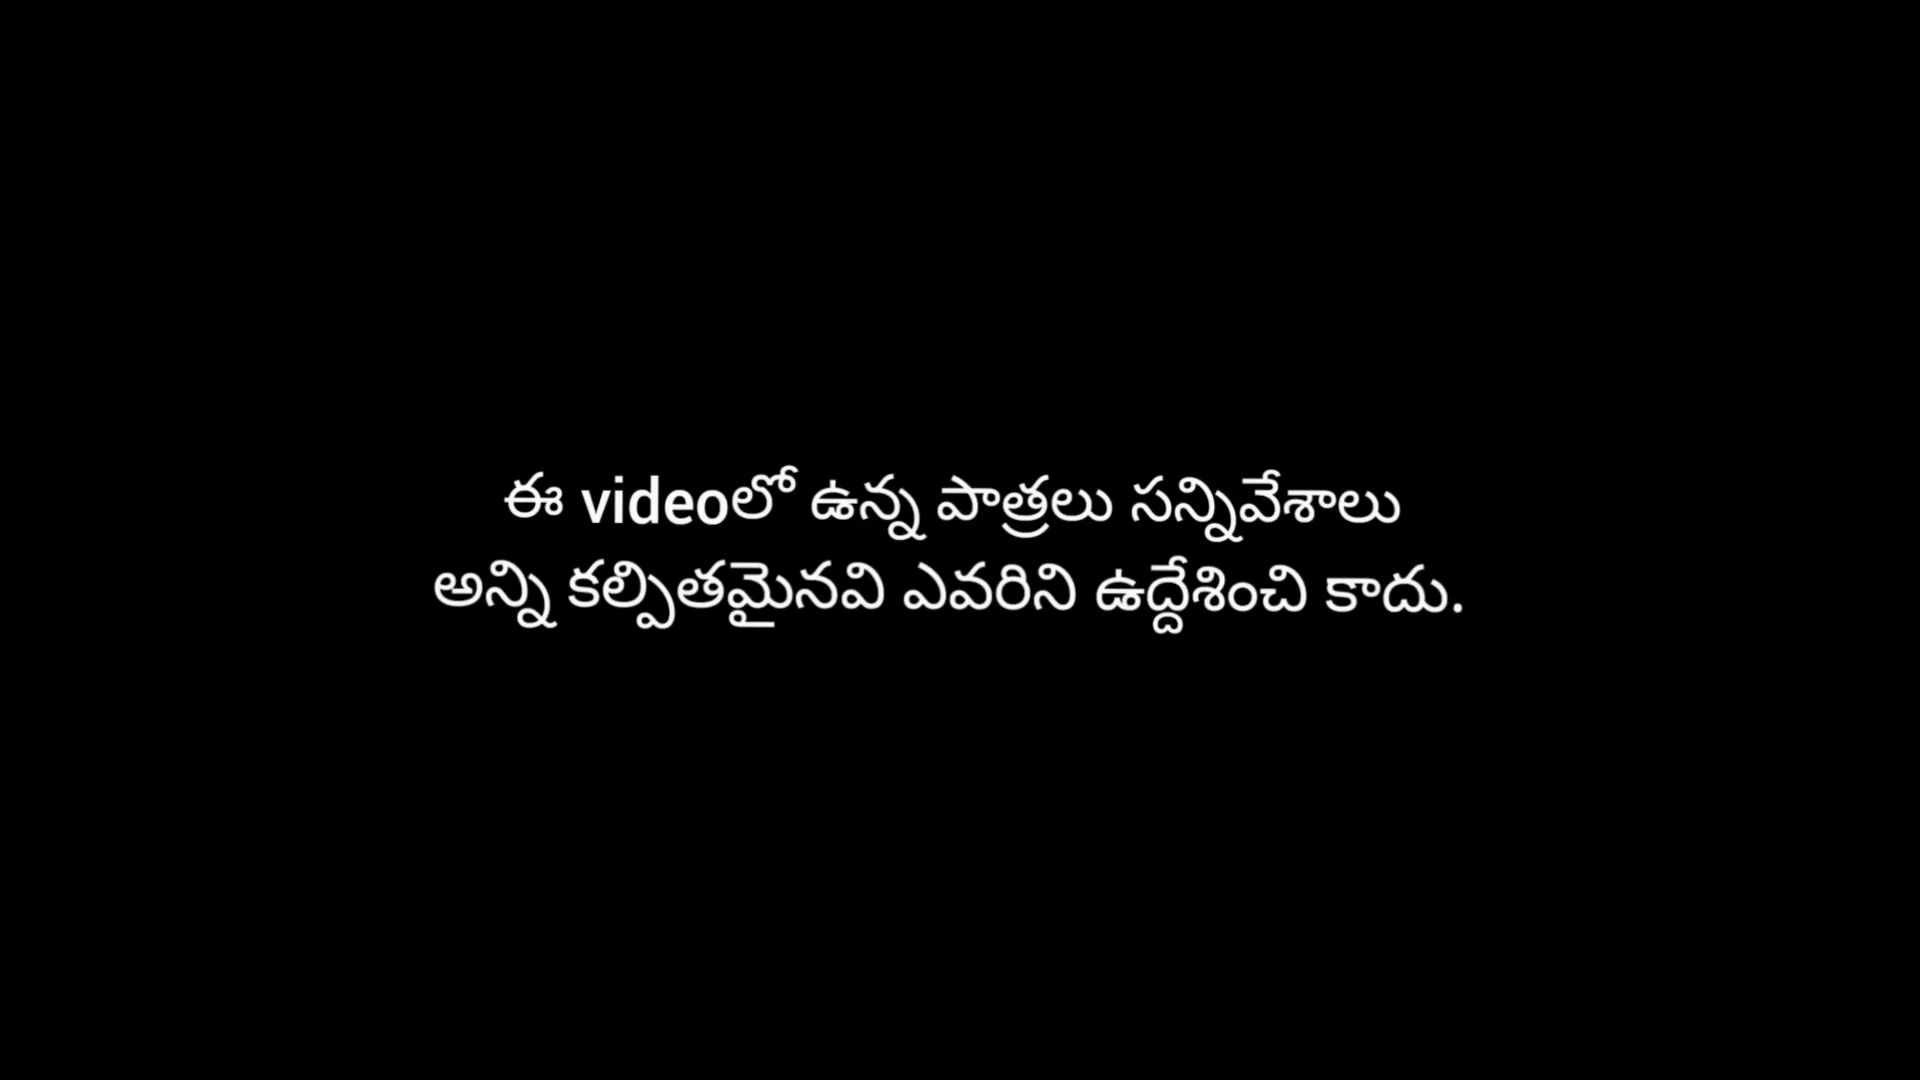 ఈ videoలో ఉన్న పాత్రలు సన్నివేశాలు
అన్ని కల్పితమైనవి ఎవరిని ఉద్దేశించి కాదు.